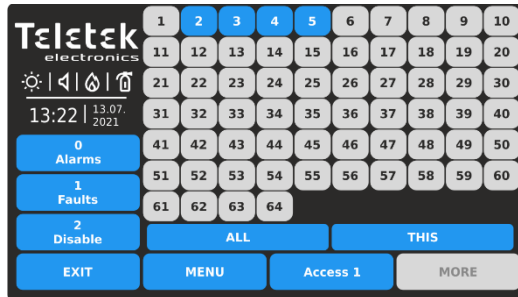 Teletek
electronics
13:22
13.07.
2021
0
Alarms
1
Faults
2
Disable
EXIT
1 2 3 4 5 6 7 8 9 10
11 12 13 14 15 16 17 18 19 20
21 22 23 24 25 26 27 28 29 30
31 32 33 34 35 36 37 38 39 40
41 42 43 44 45 46 47 48 49 50
51 52 53 54 55 56 57 58 59 60
61 62 63 64
ALL THIS
MENU Access 1 MORE